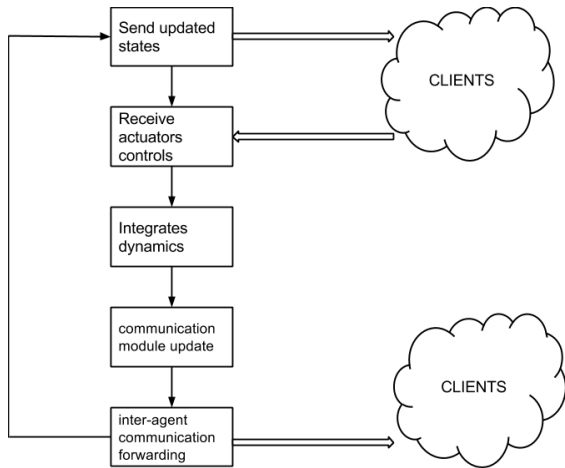 Send updated
states
CLIENTS
Receive
actuators
controls
Integrates
dynamics
communication
module update
CLIENTS
inter-agent
communication
forwarding